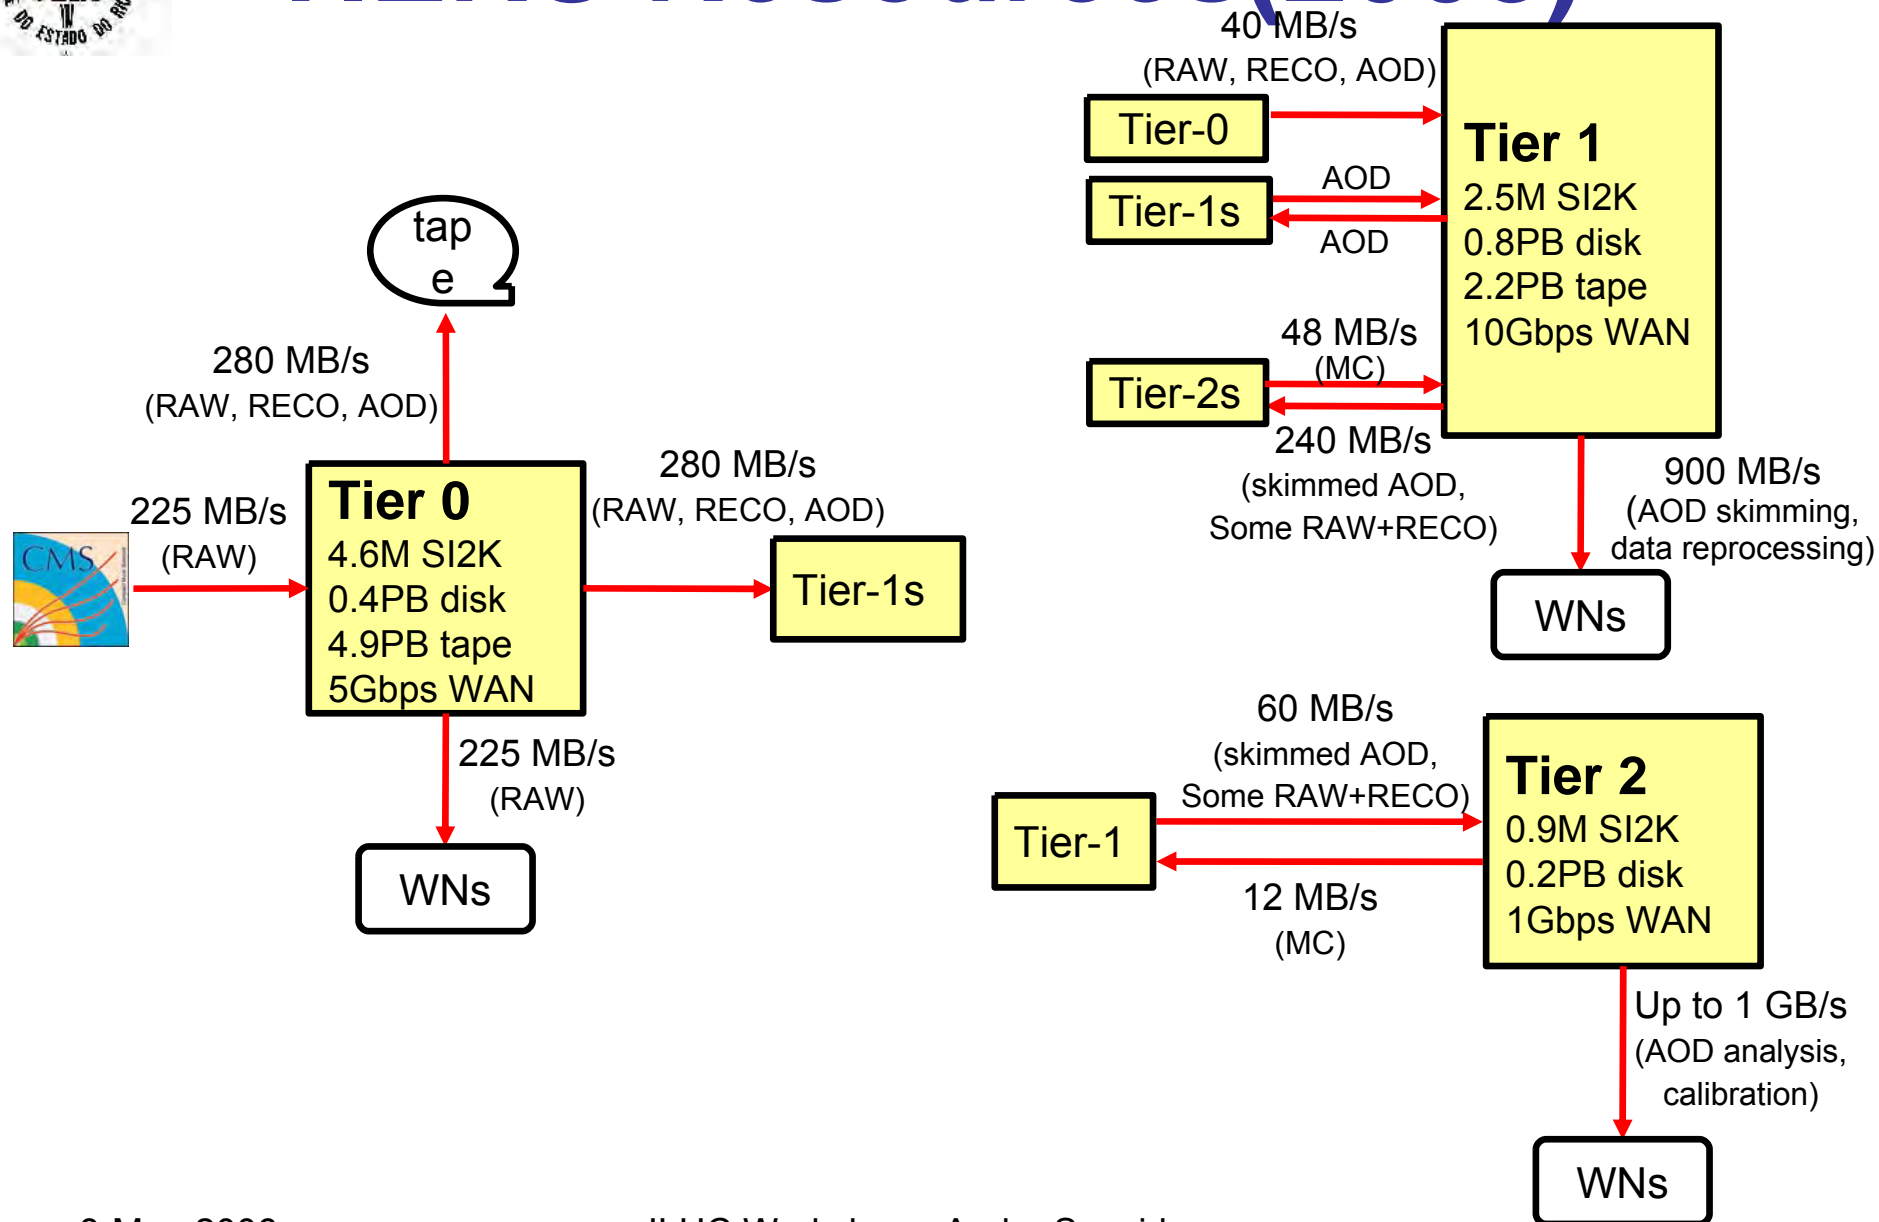 DO ESTADO DO
40 MB/s
(RAW, RECO, AOD)
Tier-0
Tier-1s
AOD
AOD
Tier 1
2.5M SI2K
0.8PB disk
2.2PB tape
10Gbps WAN
48 MB/s
(MC)
Tier-2s
240 MB/s
(skimmed AOD,
Some RAW+RECO)
900 MB/s
(AOD skimming,
data reprocessing)
WNs
tap
e
280 MB/s
(RAW, RECO, AOD)
225 MB/s
(RAW)
CMS
Tier 0
4.6M SI2K
0.4PB disk
4.9PB tape
5Gbps WAN
280 MB/s
(RAW, RECO, AOD)
Tier-1s
225 MB/s
(RAW)
WNs
60 MB/s
(skimmed AOD,
Some RAW+RECO)
Tier-1
12 MB/s
(MC)
Tier 2
0.9M SI2K
0.2PB disk
1Gbps WAN
Up to 1 GB/s
(AOD analysis,
calibration)
WNs